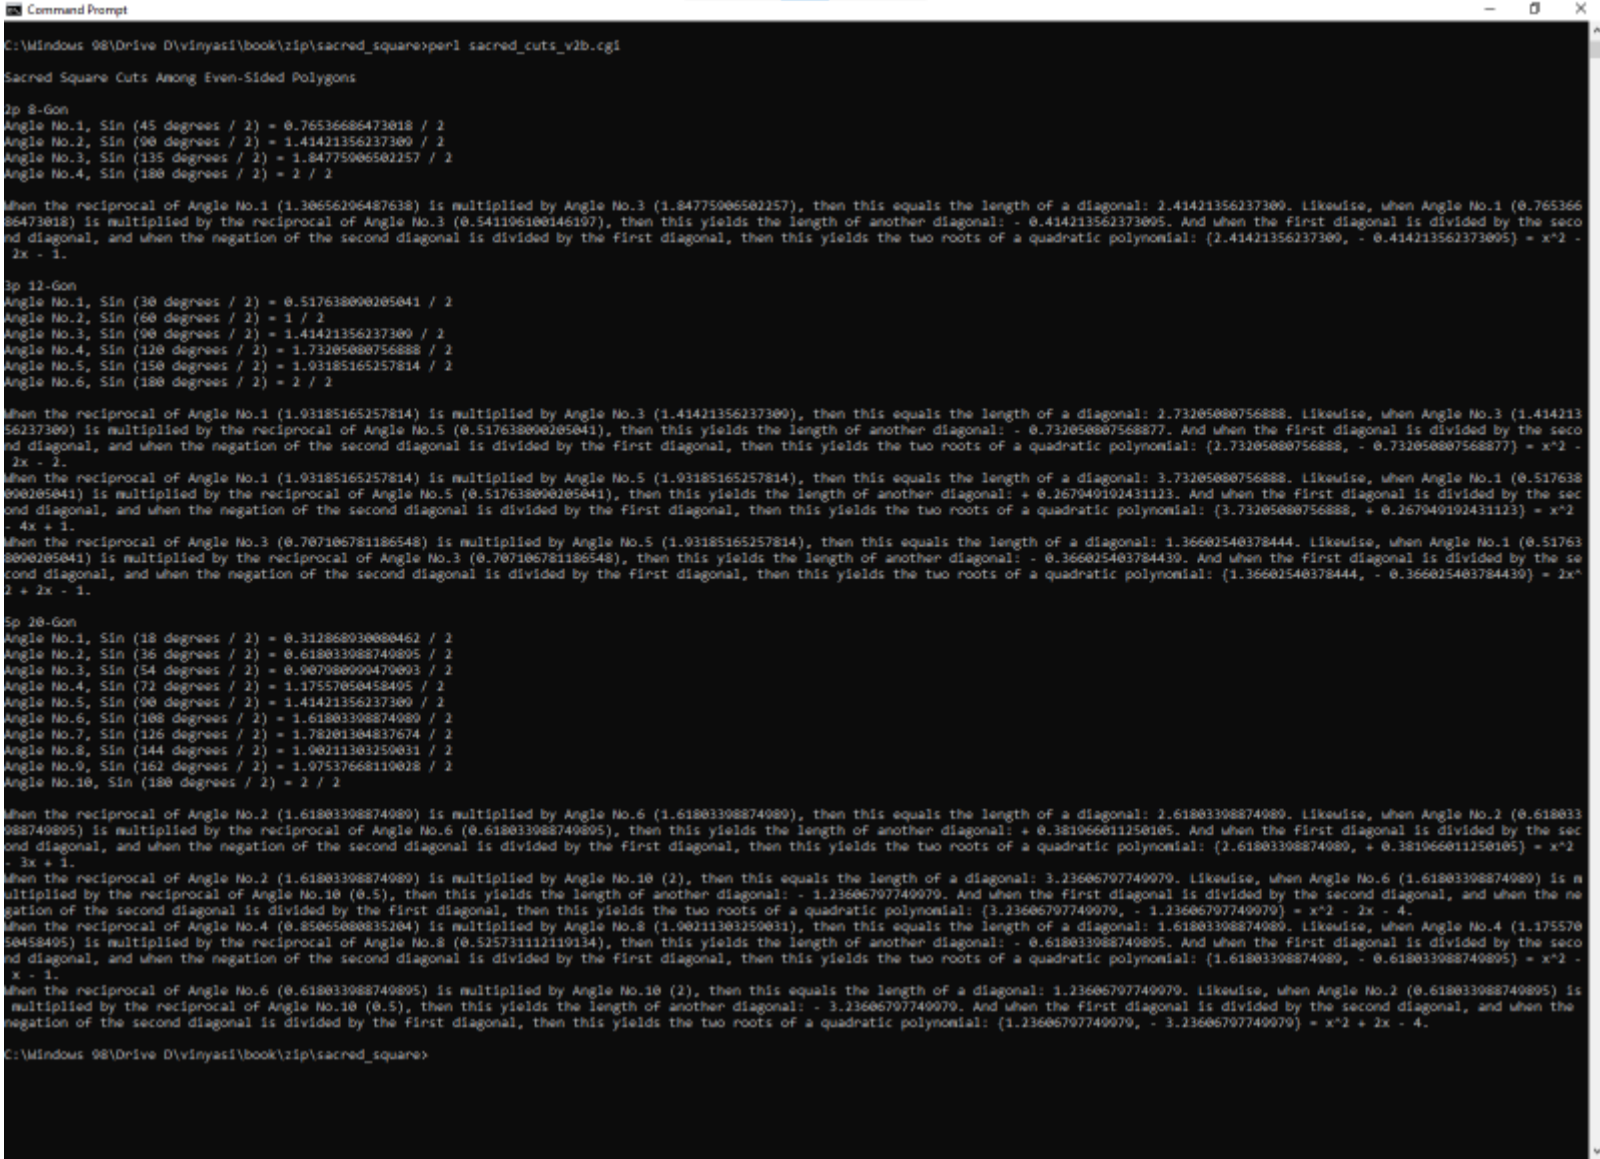 Command Prompt
C:\Windows 98\Drive D\vinyasi\book\zip\sacred_square>perl sacred_cuts_v2b.cgi
Sacred Square Cuts Among Even-Sided Polygons
2p 8-Gon
Angle No.1, Sin (45 degrees / 2) = 0.76536686473018 / 2
Angle No.2, Sin (90 degrees / 2) = 1.41421356237309 / 2
Angle No.3, Sin (135 degrees / 2) = 1.84775906502257 / 2
Angle No.4, Sin (180 degrees / 2) = 2 / 2
When the reciprocal of Angle No.1 (1.30656296487638) is multiplied by Angle No.3 (1.84775906502257), then this equals the length of a diagonal: 2.41421356237309. Likewise, when Angle No.1 (0.765366
86473018) is multiplied by the reciprocal of Angle No.3 (0.541196100146197), then this yields the length of another diagonal: - 0.414213562373095. And when the first diagonal is divided by the seco
nd diagonal, and when the negation of the second diagonal is divided by the first diagonal, then this yields the two roots of a quadratic polynomial: {2.41421356237309, - 0.414213562373095} = x^2 -
2x - 1.
3p 12-Gon
Angle No.1, Sin (30 degrees / 2) = 0.517638090205041 / 2
Angle No.2, Sin (60 degrees / 2) = 1 / 2
Angle No.3, Sin (90 degrees / 2) = 1.41421356237309 / 2
Angle No.4, Sin (120 degrees / 2) = 1.73205080756888 / 2
Angle No.5, Sin (150 degrees / 2) = 1.93185165257814 / 2
Angle No.6, Sin (180 degrees / 2) = 2 / 2
When the reciprocal of Angle No.1 (1.93185165257814) is multiplied by Angle No.3 (1.41421356237309), then this equals the length of a diagonal: 2.73205080756888. Likewise, when Angle No.3 (1.414213
56237309) is multiplied by the reciprocal of Angle No.5 (0.517638090205041), then this yields the length of another diagonal: - 0.732050807568877. And when the first diagonal is divided by the seco
nd diagonal, and when the negation of the second diagonal is divided by the first diagonal, then this yields the two roots of a quadratic polynomial: {2.73205080756888, - 0.732050807568877} = x^2 -
2x - 2.
When the reciprocal of Angle No.1 (1.93185165257814) is multiplied by Angle No.5 (1.93185165257814), then this equals the length of a diagonal: 3.73205080756888. Likewise, when Angle No.1 (0.517638
090205041) is multiplied by the reciprocal of Angle No.5 (0.517638090205041), then this yields the length of another diagonal: + 0.267949192431123. And when the first diagonal is divided by the sec
ond diagonal, and when the negation of the second diagonal is divided by the first diagonal, then this yields the two roots of a quadratic polynomial: {3.73205080756888, + 0.267949192431123} = x^2
- 4x + 1.
When the reciprocal of Angle No.3 (0.707106781186548) is multiplied by Angle No.5 (1.93185165257814), then this equals the length of a diagonal: 1.36602540378444. Likewise, when Angle No.1 (0.51763
8090205041) is multiplied by the reciprocal of Angle No.3 (0.707106781186548), then this yields the length of another diagonal: - 0.366025403784439. And when the first diagonal is divided by the se
cond diagonal, and when the negation of the second diagonal is divided by the first diagonal, then this yields the two roots of a quadratic polynomial: {1.36602540378444, - 0.366025403784439} = 2x^
2 + 2x - 1.
5p 20-Gon
Angle No.1, Sin (18 degrees / 2) = 0.312868930080462 / 2
Angle No.2, Sin (36 degrees / 2) = 0.618033988749895 / 2
Angle No.3, Sin (54 degrees / 2) = 0.907980999479093 / 2
Angle No.4, Sin (72 degrees / 2) = 1.17557050458495 / 2
Angle No.5, Sin (90 degrees / 2) = 1.41421356237309 / 2
Angle No.6, Sin (108 degrees / 2) = 1.61803398874989 / 2
Angle No.7, Sin (126 degrees / 2) = 1.78201304837674 / 2
Angle No.8, Sin (144 degrees / 2) = 1.90211303259031 / 2
Angle No.9, Sin (162 degrees / 2) = 1.97537668119028 / 2
Angle No.10, Sin (180 degrees / 2) = 2 / 2
When the reciprocal of Angle No.2 (1.61803398874989) is multiplied by Angle No.6 (1.61803398874989), then this equals the length of a diagonal: 2.61803398874989. Likewise, when Angle No.2 (0.618033
988749895) is multiplied by the reciprocal of Angle No.6 (0.618033988749895), then this yields the length of another diagonal: + 0.381966011250105. And when the first diagonal is divided by the sec
ond diagonal, and when the negation of the second diagonal is divided by the first diagonal, then this yields the two roots of a quadratic polynomial: {2.61803398874989, + 0.381966011250105} = x^2
- 3x + 1.
When the reciprocal of Angle No.2 (1.61803398874989) is multiplied by Angle No.10 (2), then this equals the length of a diagonal: 3.23606797749979. Likewise, when Angle No.6 (1.61803398874989) is m
ultiplied by the reciprocal of Angle No.10 (0.5), then this yields the length of another diagonal: - 1.23606797749979. And when the first diagonal is divided by the second diagonal, and when the ne
gation of the second diagonal is divided by the first diagonal, then this yields the two roots of a quadratic polynomial: {3.23606797749979, - 1.23606797749979} = x^2 - 2x - 4.
When the reciprocal of Angle No.4 (0.85065080835204) is multiplied by Angle No.8 (1.90211303259031), then this equals the length of a diagonal: 1.61803398874989. Likewise, when Angle No.4 (1.175570
50458495) is multiplied by the reciprocal of Angle No.8 (0.525731112119134), then this yields the length of another diagonal: - 0.618033988749895. And when the first diagonal is divided by the seco
nd diagonal, and when the negation of the second diagonal is divided by the first diagonal, then this yields the two roots of a quadratic polynomial: {1.61803398874989, - 0.618033988749895} = x^2 -
x - 1.
When the reciprocal of Angle No.6 (0.618033988749895) is multiplied by Angle No.10 (2), then this equals the length of a diagonal: 1.23606797749979. Likewise, when Angle No.2 (0.618033988749895) is
multiplied by the reciprocal of Angle No.10 (0.5), then this yields the length of another diagonal: - 3.23606797749979. And when the first diagonal is divided by the second diagonal, and when the
negation of the second diagonal is divided by the first diagonal, then this yields the two roots of a quadratic polynomial: {1.23606797749979, - 3.23606797749979} = x^2 + 2x - 4.
C:\Windows 98\Drive D\vinyasi\book\zip\sacred_square>